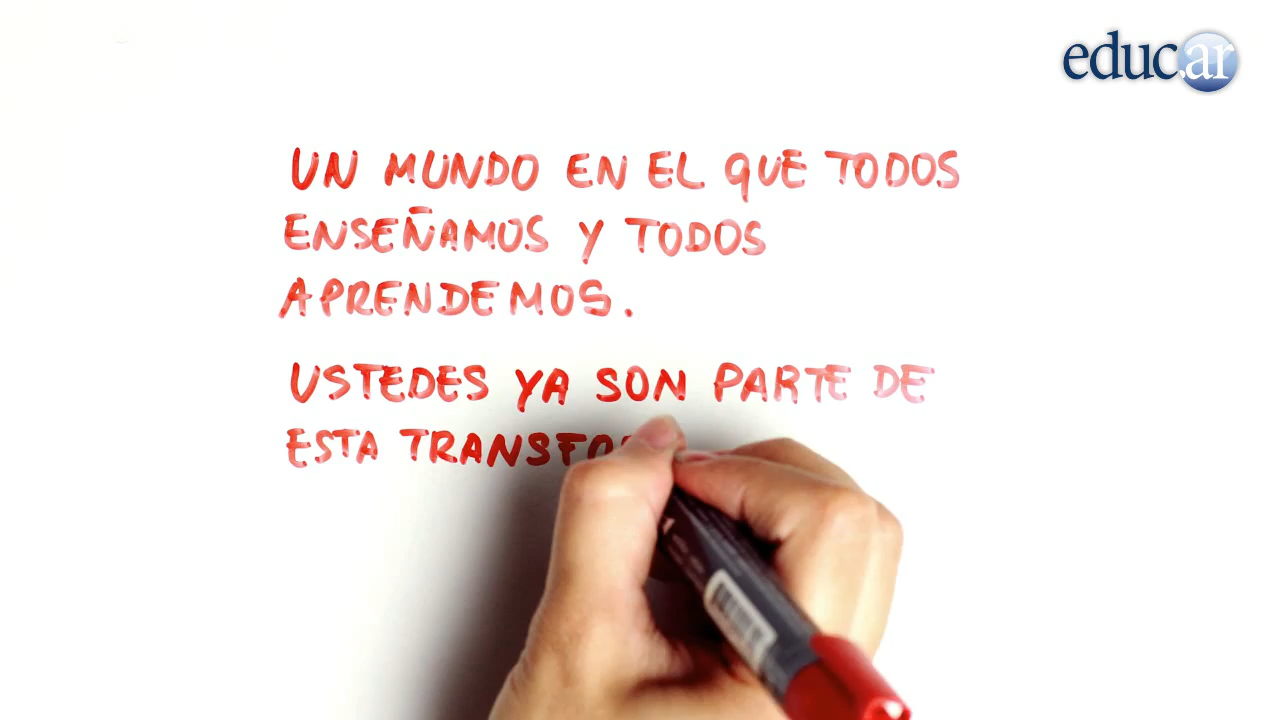 educ.ar
UN MUNDO EN EL QUE TODOS
ENSEÑAMOS Y TODOS
APRENDEMOS.
USTEDES YA SON PARTE DE
ESTA TRANSFO